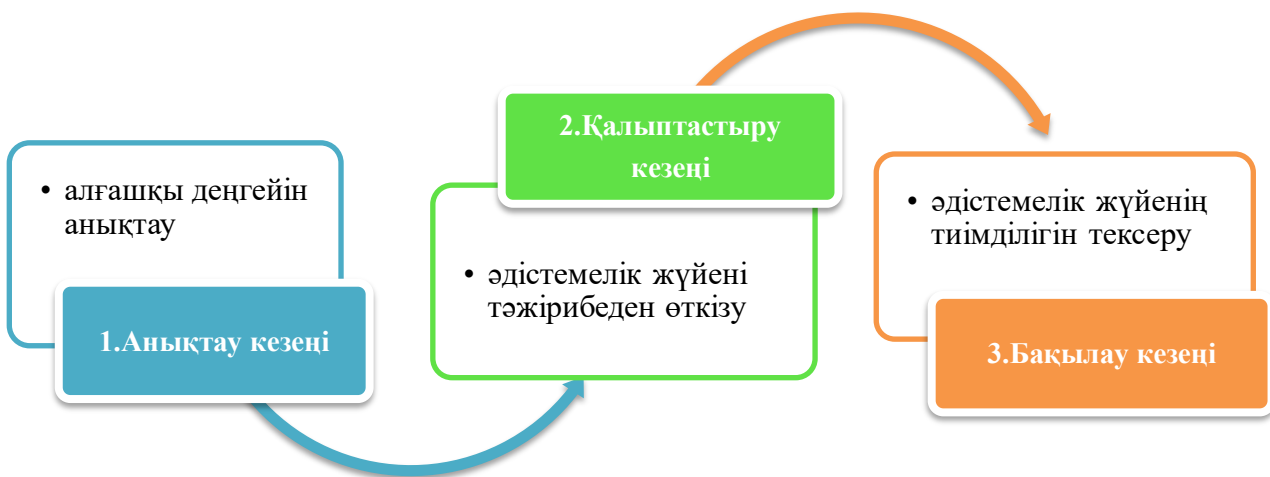 • алғашқы деңгейін
анықтау
1.Анықтау кезеңі
2.Қалыптастыру
кезеңі
• әдістемелік жүйені
тәжірибеден өткізу
• әдістемелік жүйенің
тиімділігін тексеру
3.Бақылау кезеңі